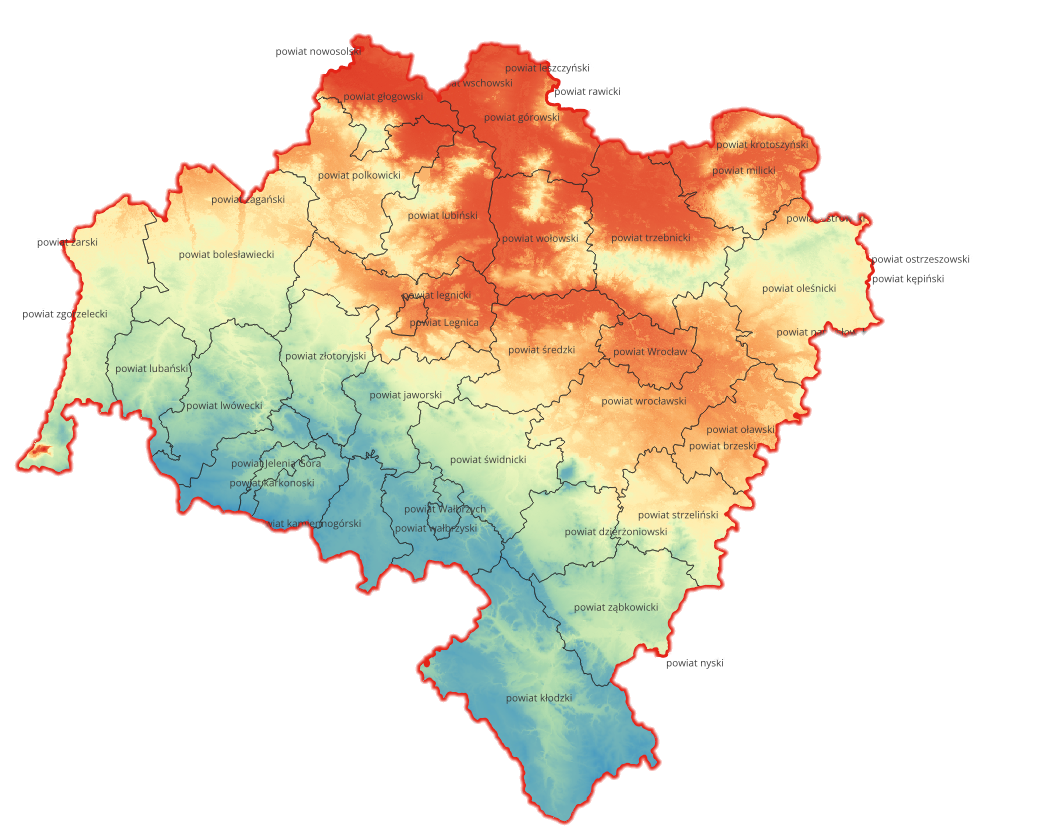 powiat nowosolski
powiat leszczyński
wschowski
powiat rawicki
powiat głogowski
powiat górowski
powiat krotoszyński
powiat milicki
powiat polkowicki
powiat żagański
powiat lubiński
powiat żarski
powiat wołowski
powiat trzebnicki
powiat bolesławiecki
powiat ostrzeszowski
powiat kępiński
powiat oleśnicki
powiat legnicki
powiat zgorzelecki
powiat Legnica
powiat średzki
powiat Wrocław
powiat złotoryjski
powiat lubański
powiat jaworski
powiat wrocławski
powiat lwówecki
powiat oławski
powiat brzeski
powiat świdnicki
powiat Jelenia Góra
powiat karkonoski
powiat Wałbrzych
powiat strzeliński
kamiennogórski
powiat wałbrzyski
powiat dzierżoniowski
powiat ząbkowicki
powiat nyski
powiat kłodzki